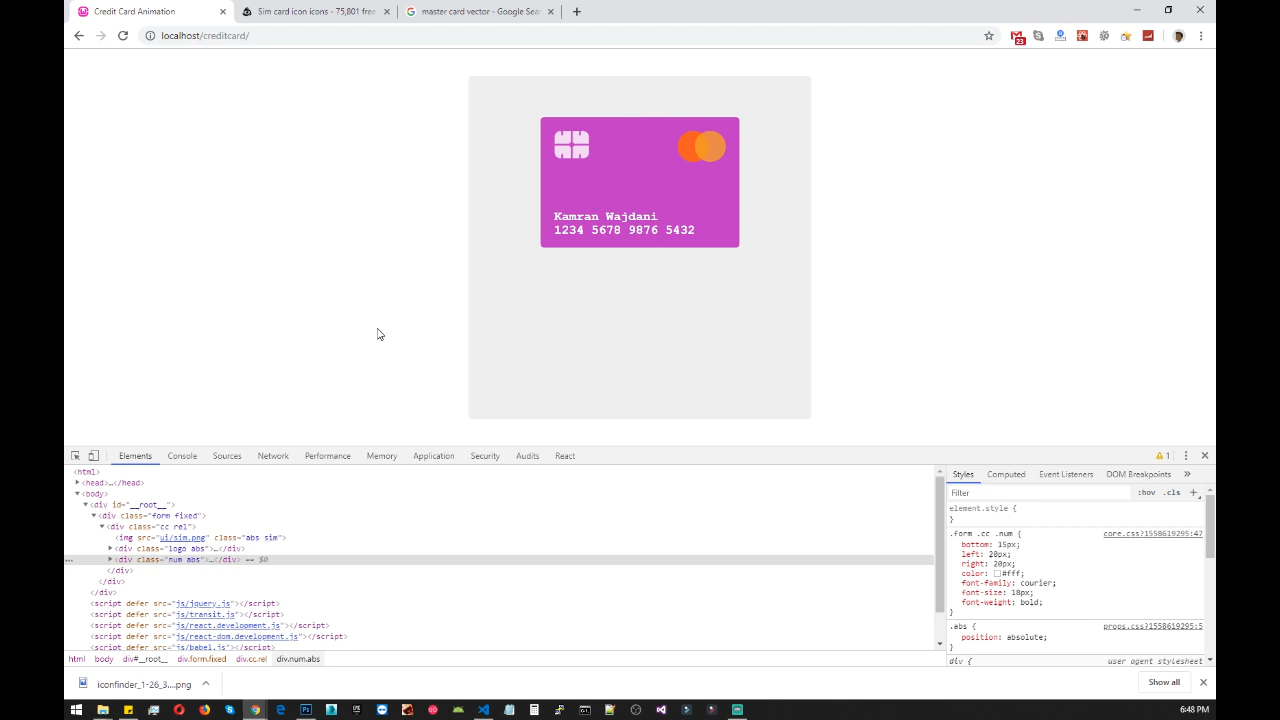 Credit Card Animation
Sim card icon icons - 75,801 free
master card vector - Google Sea
localhost/creditcard/
23
Kamran Wajdani
1234 5678 9876 5432
Elements Console Sources Network Performance Memory Application Security Audits React
1
<html>
<head>…</head>
<body>
<div id="__root__">
<div class="form fixed">
<div class="cc rel">
<img src="ui/sim.png" class="abs sim">
<div class="logo abs">…</div>
<div class="num abs">…</div> == $0
</div>
</div>
</div>
<script defer src="js/jquery.js"></script>
<script defer src="js/transit.js"></script>
<script defer src="js/react.development.js"></script>
<script defer src="js/react-dom.development.js"></script>
<script defer src="js/babel.js"></script>
html body div#__root__ div.form.fixed div.cc.rel div.num.abs
Styles Computed Event Listeners DOM Breakpoints »
Filter :hov .cls +
element.style {
}
.form .cc .num { core.css?1558619295:47
bottom: 15px;
left: 20px;
right: 20px;
color: #fff;
font-family: courier;
font-size: 18px;
font-weight: bold;
}
.abs { props.css?1558619295:5
position: absolute;
}
div { user agent stylesheet
iconfinder_1-26_3....png
Show all
6:48 PM